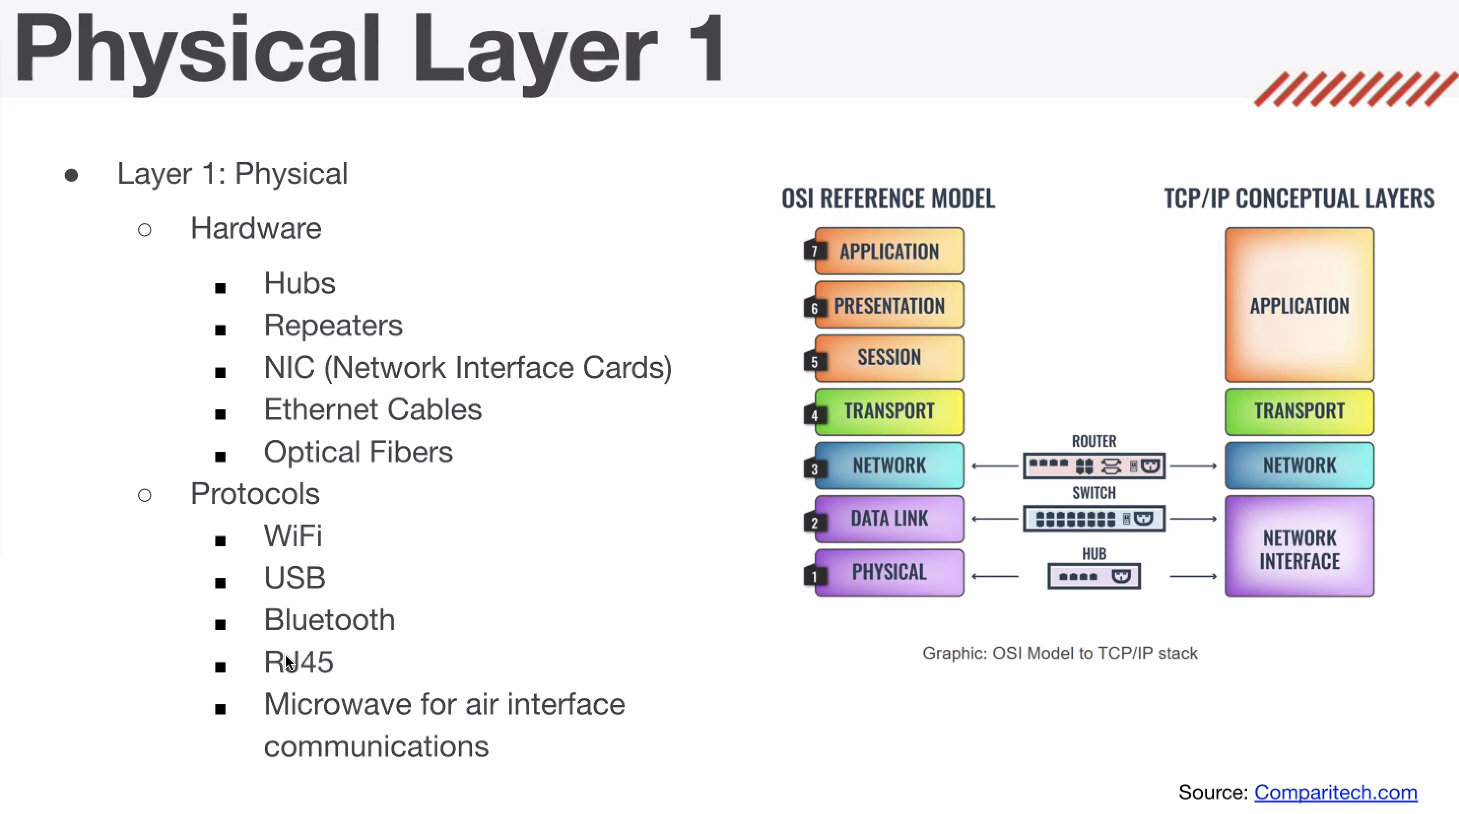 Physical Layer 1
Layer 1: Physical
Hardware
Hubs
Repeaters
NIC (Network Interface Cards)
Ethernet Cables
Optical Fibers
Protocols
WiFi
USB
Bluetooth
RJ45
Microwave for air interface
communications
OSI REFERENCE MODEL
7 APPLICATION
6 PRESENTATION
5 SESSION
4 TRANSPORT
3 NETWORK
2 DATA LINK
1 PHYSICAL
ROUTER
SWITCH
HUB
TCP/IP CONCEPTUAL LAYERS
APPLICATION
TRANSPORT
NETWORK
NETWORK
INTERFACE
Graphic: OSI Model to TCP/IP stack
Source: Comparitech.com